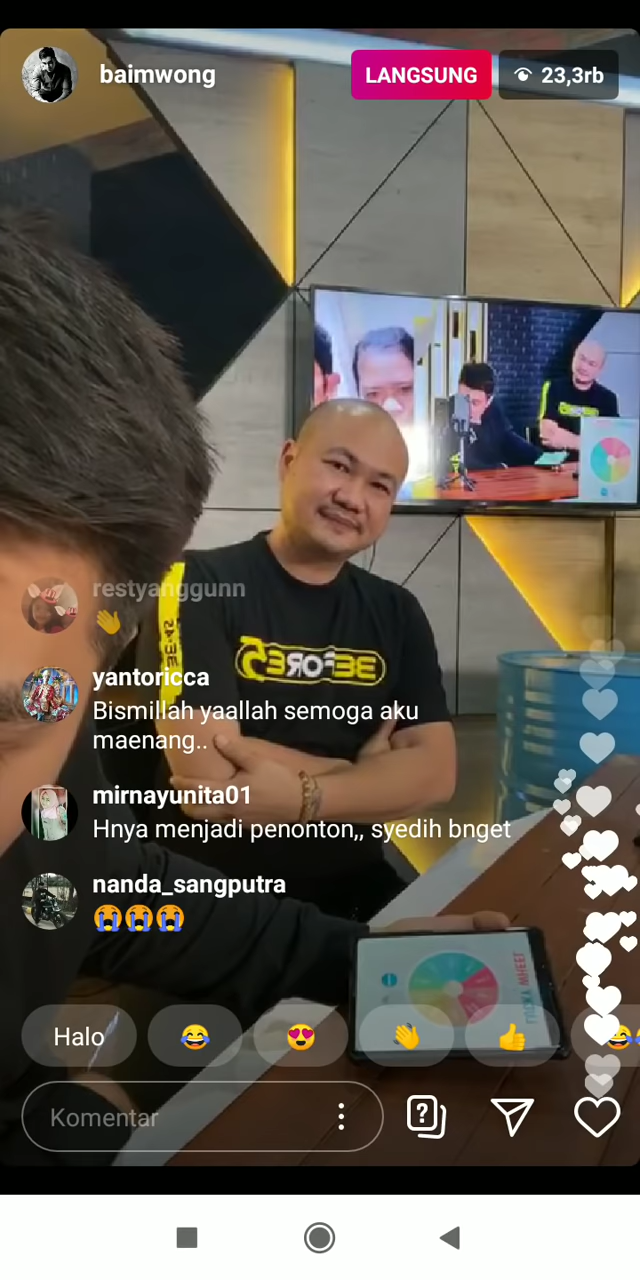 baimwong
LANGSUNG
23,3rb
BEFORE5
restyanggunn
👋
yantoricca
Bismillah yaallah semoga aku
maenang..
mirnayunita01
Hnya menjadi penonton,, syedih bnget
nanda_sangputra
😭😭😭
WHEEL
Halo
😂
😍
👋
👍
😂
Komentar